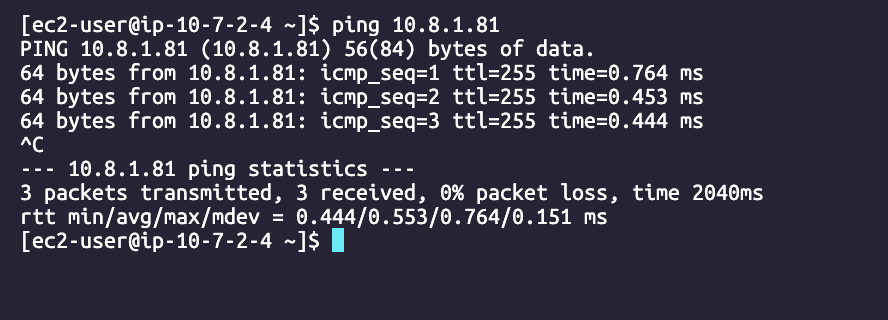 [ec2-user@ip-10-7-2-4 ~]$ ping 10.8.1.81
PING 10.8.1.81 (10.8.1.81) 56(84) bytes of data.
64 bytes from 10.8.1.81: icmp_seq=1 ttl=255 time=0.764 ms
64 bytes from 10.8.1.81: icmp_seq=2 ttl=255 time=0.453 ms
64 bytes from 10.8.1.81: icmp_seq=3 ttl=255 time=0.444 ms
^C
--- 10.8.1.81 ping statistics ---
3 packets transmitted, 3 received, 0% packet loss, time 2040ms
rtt min/avg/max/mdev = 0.444/0.553/0.764/0.151 ms
[ec2-user@ip-10-7-2-4 ~]$